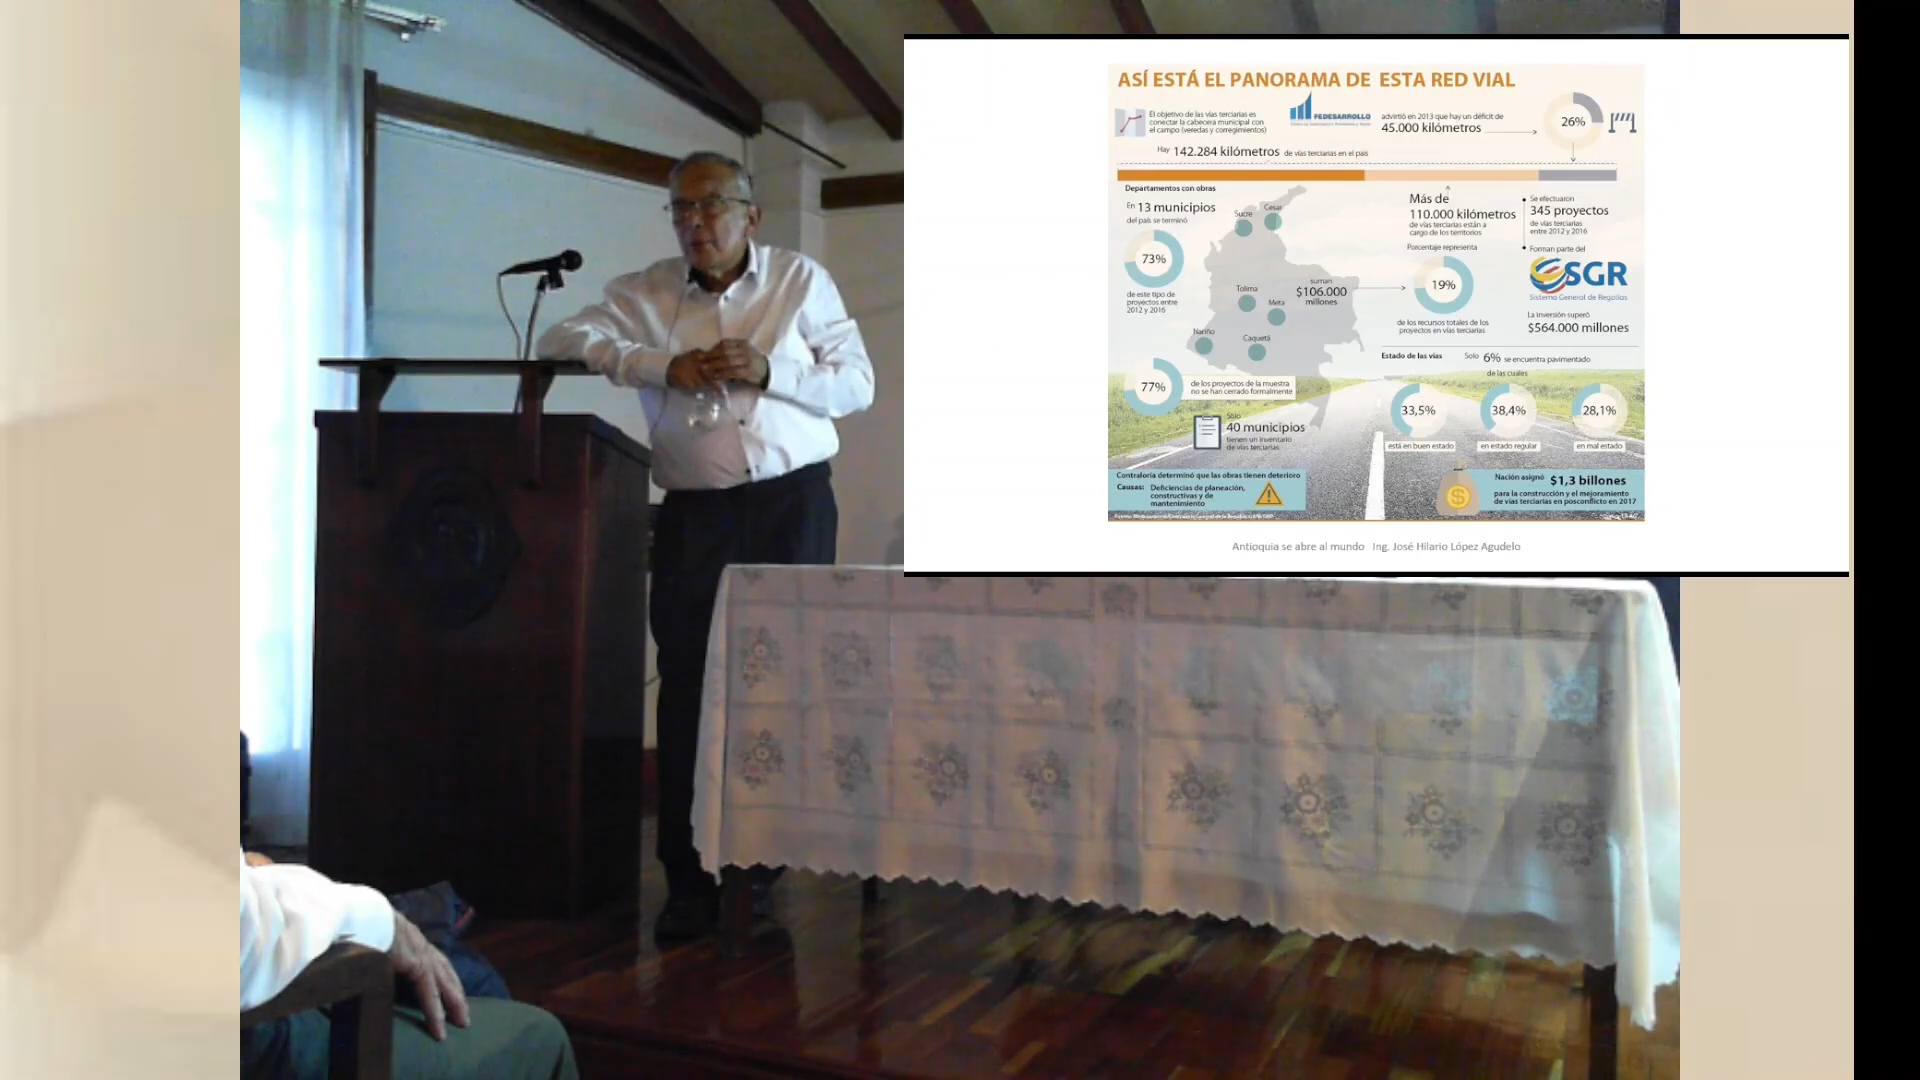 ASÍ ESTÁ EL PANORAMA DE ESTA RED VIAL
El objetivo de las vías terciarias es
conectar la cabecera municipal con
el campo (veredas y corregimientos)
FEDESARROLLO
advirtió en 2013 que hay un déficit de
45.000 kilómetros
26%
Hay 142.284 kilómetros de vías terciarias en el país
Departamentos con obras
En 13 municipios
del país se terminó
73%
de este tipo de
proyectos entre
2012 y 2016
Sucre
Cesar
Tolima
Meta
Nariño
Caquetá
suman
$106.000
millones
Más de
110.000 kilómetros
de vías terciarias están a
cargo de los territorios
Porcentaje representa
19%
de los recursos totales de los
proyectos en vías terciarias
Se efectuaron
345 proyectos
de vías terciarias
entre 2012 y 2016
Forman parte del
SGR
Sistema General de Regalías
La inversión superó
$564.000 millones
77%
de los proyectos de la muestra
no se han cerrado formalmente
Sólo
40 municipios
tienen un inventario
de vías terciarias
Estado de las vías
Solo 6% se encuentra pavimentado
de las cuales
33,5%
está en buen estado
38,4%
en estado regular
28,1%
en mal estado
Contraloría determinó que las obras tienen deterioro
Causas: Deficiencias de planeación,
constructivas y de
mantenimiento
Nación asignó $1,3 billones
para la construcción y el mejoramiento
de vías terciarias en posconflicto en 2017
Antioquia se abre al mundo Ing. José Hilario López Agudelo